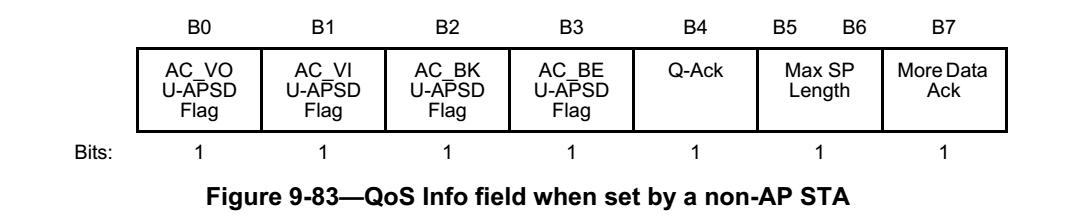 B0 B1 B2 B3 B4 B5 B6 B7
AC_VO U-APSD Flag
AC_VI U-APSD Flag
AC_BK U-APSD Flag
AC_BE U-APSD Flag
Q-Ack
Max SP Length
More Data Ack
Bits: 1 1 1 1 1 1 1
Figure 9-83—QoS Info field when set by a non-AP STA